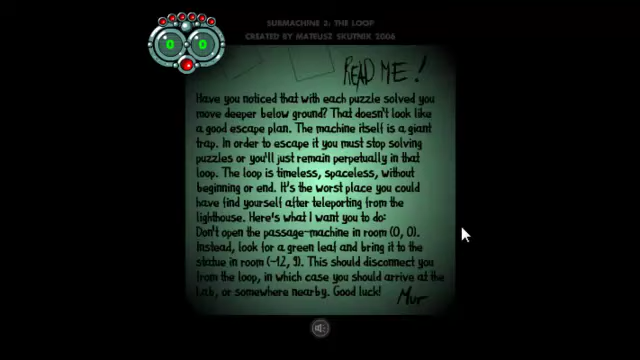 SUBMACHINE 3: THE LOOP
CREATED BY MATEUSZ SKUTNIK 2006
0 0
READ ME!
Have you noticed that with each puzzle solved you
move deeper below ground? That doesn't look like
a good escape plan. The machine itself is a giant
trap. In order to escape it you must stop solving
puzzles or you'll just remain perpetually in that
loop. The loop is timeless, spaceless, without
beginning or end. It's the worst place you could
have find yourself after teleporting from the
lighthouse. Here's what I want you to do:
Don't open the passage-machine in room (0, 0).
Instead, look for a green leaf and bring it to the
statue in room (-12, 9). This should disconnect you
from the loop, in which case you should arrive at the
Lab, or somewhere nearby. Good luck!
Mur